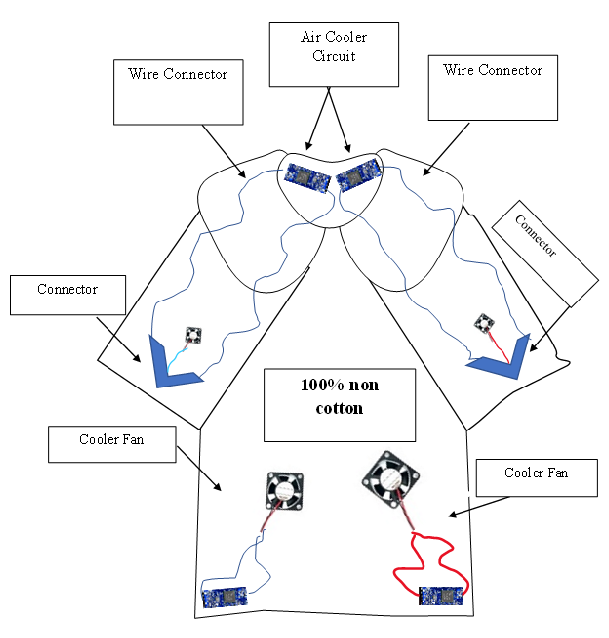 Air Cooler
Circuit
Wire Connector
Wire Connector
Connector
Connector
100% non
cotton
Cooler Fan
Cooler Fan